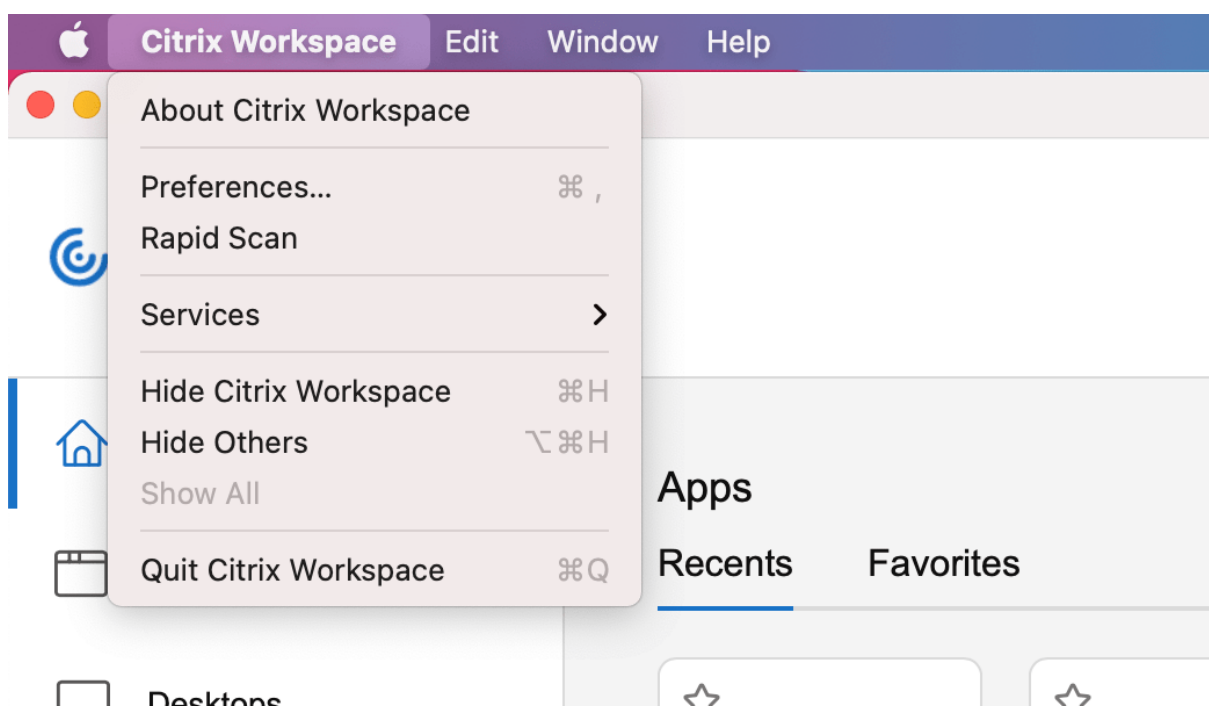 Citrix Workspace Edit Window Help
About Citrix Workspace
Preferences... ⌘ ,
Rapid Scan
Services
Hide Citrix Workspace ⌘H
Hide Others ⌥⌘H
Show All
Quit Citrix Workspace ⌘Q
Apps
Recents Favorites
Desktops